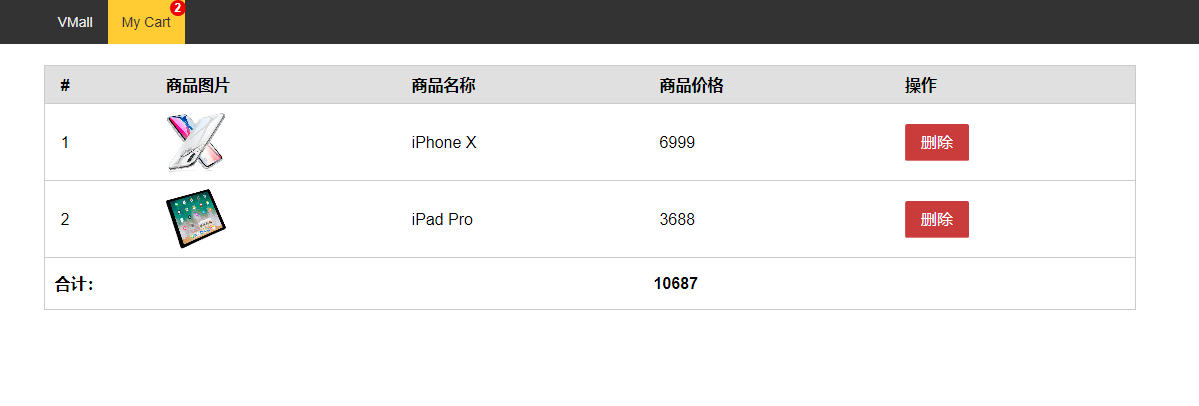 VMall My Cart 2
# 商品图片 商品名称 商品价格 操作
1 iPhone X 6999 删除
2 iPad Pro 3688 删除
合计： 10687